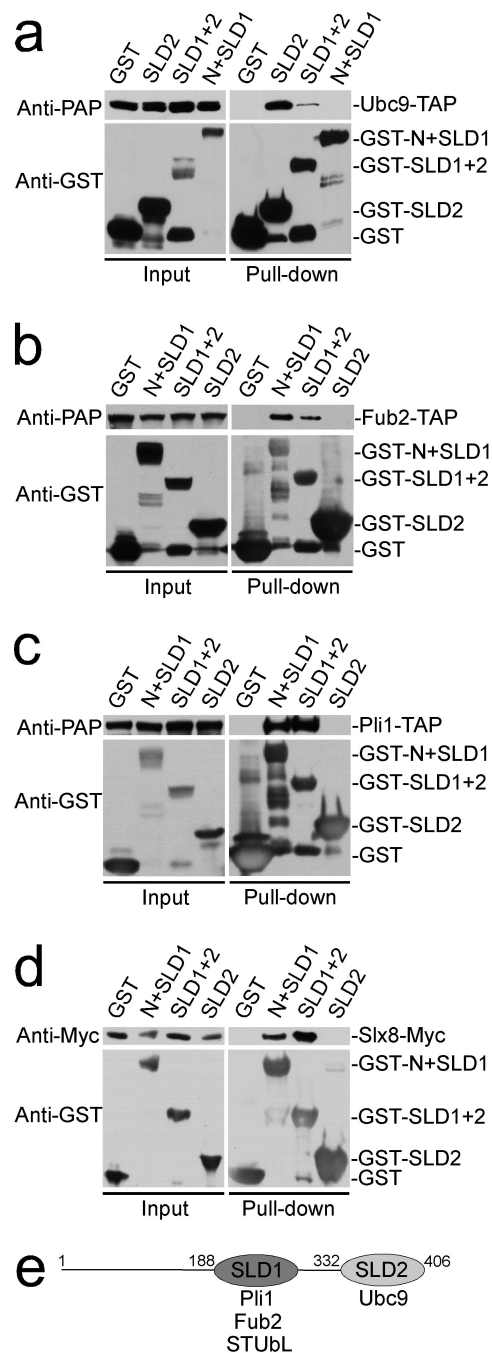 a
GST
SLD2
SLD1+2
N+SLD1
GST
SLD2
SLD1+2
N+SLD1
Anti-PAP
-Ubc9-TAP
Anti-GST
-GST-N+SLD1
-GST-SLD1+2
-GST-SLD2
-GST
Input
Pull-down
b
GST
N+SLD1
SLD1+2
SLD2
GST
N+SLD1
SLD1+2
SLD2
Anti-PAP
-Fub2-TAP
Anti-GST
-GST-N+SLD1
-GST-SLD1+2
-GST-SLD2
-GST
Input
Pull-down
c
GST
N+SLD1
SLD1+2
SLD2
GST
N+SLD1
SLD1+2
SLD2
Anti-PAP
-Pli1-TAP
Anti-GST
-GST-N+SLD1
-GST-SLD1+2
-GST-SLD2
-GST
Input
Pull-down
d
GST
N+SLD1
SLD1+2
SLD2
GST
N+SLD1
SLD1+2
SLD2
Anti-Myc
-Slx8-Myc
Anti-GST
-GST-N+SLD1
-GST-SLD1+2
-GST-SLD2
-GST
Input
Pull-down
e
1 188 332 406
SLD1 SLD2
Pli1 Ubc9
Fub2
STUbL